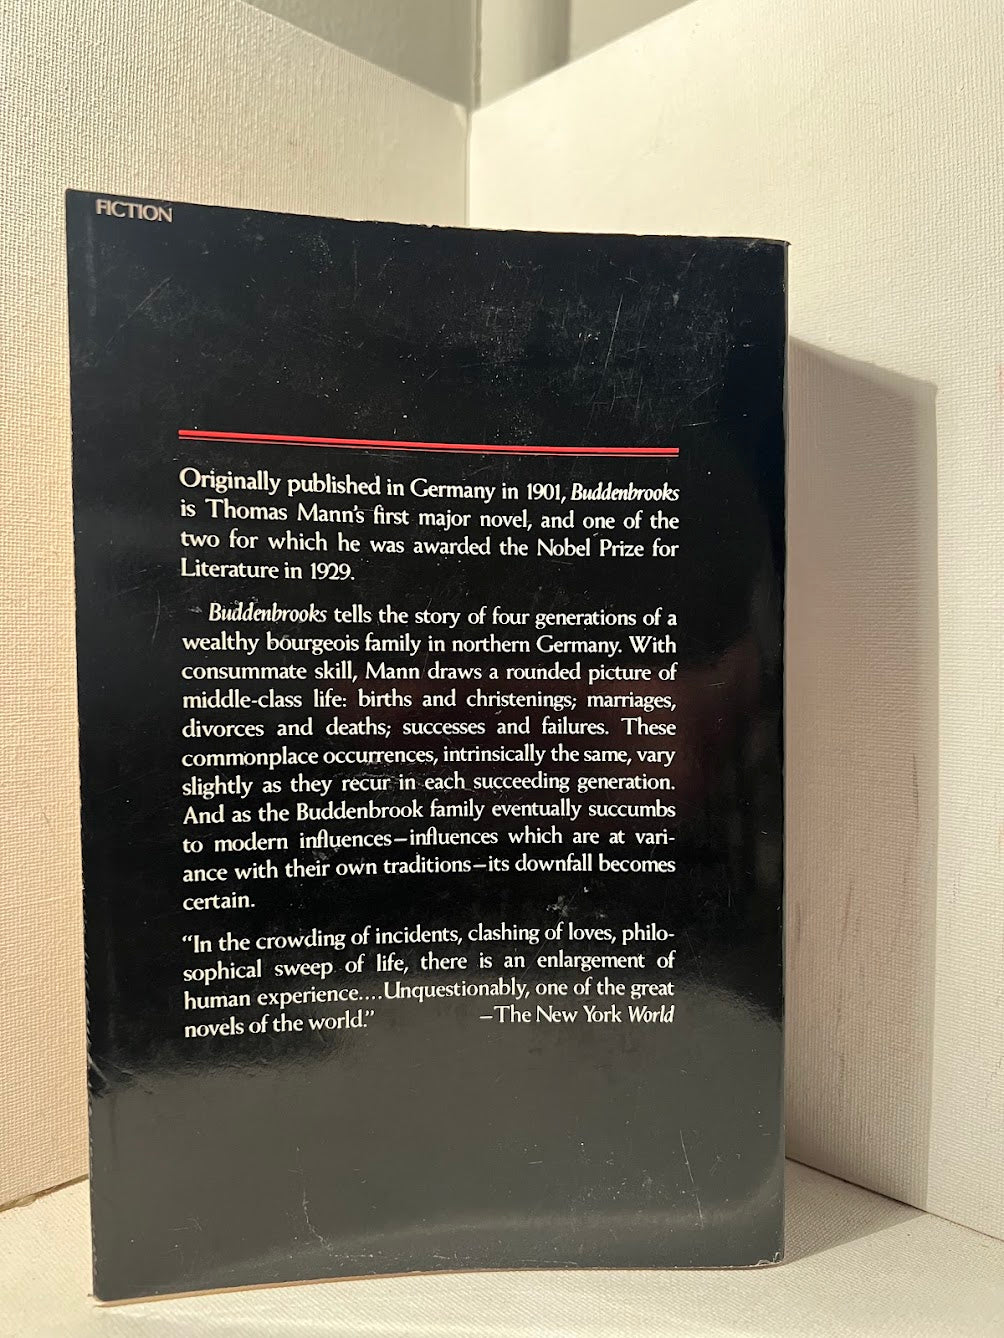 FICTION
Originally published in Germany in 1901, Buddenbrooks
is Thomas Mann's first major novel, and one of the
two for which he was awarded the Nobel Prize for
Literature in 1929.
Buddenbrooks tells the story of four generations of a
wealthy bourgeois family in northern Germany. With
consummate skill, Mann draws a rounded picture of
middle-class life: births and christenings; marriages,
divorces and deaths; successes and failures. These
commonplace occurrences, intrinsically the same, vary
slightly as they recur in each succeeding generation.
And as the Buddenbrook family eventually succumbs
to modern influences—influences which are at vari-
ance with their own traditions—its downfall becomes
certain.
“In the crowding of incidents, clashing of loves, philo-
sophical sweep of life, there is an enlargement of
human experience....Unquestionably, one of the great
novels of the world.” —The New York World